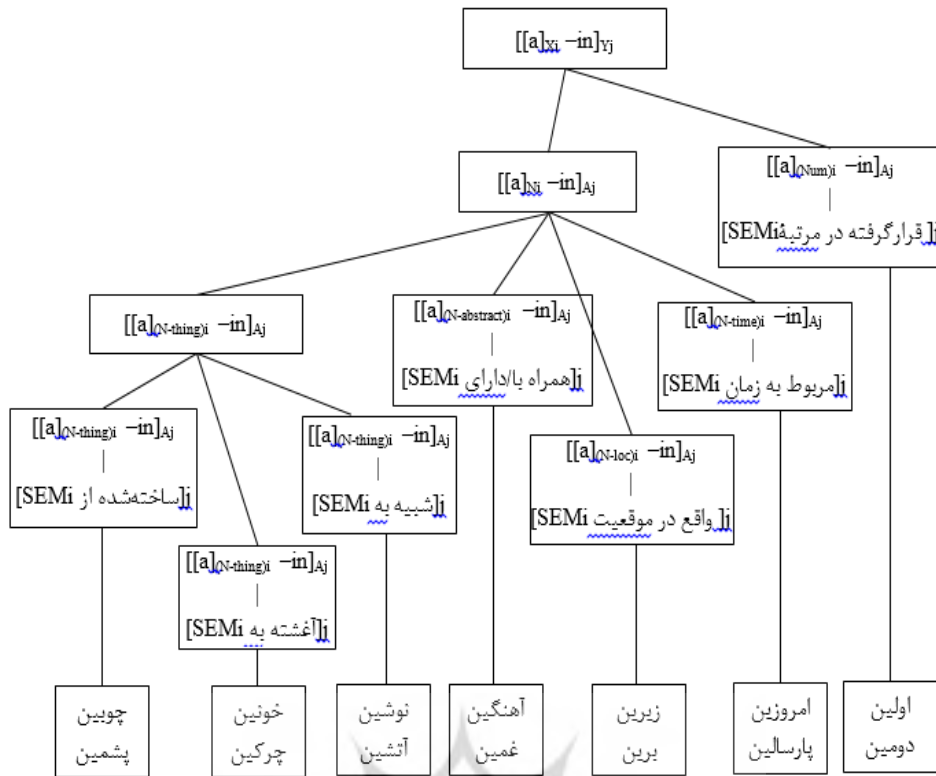 [[a]Xi –in]Yj
[[a]Ni –in]Aj
[[a](Num)i –in]Aj
[قرارگرفته در مرتبۀ SEMi]j
[[a](N-thing)i –in]Aj
[[a](N-abstract)i –in]Aj
[همراه با/دارای SEMi]j
[[a](N-time)i –in]Aj
[مربوط به زمان SEMi]j
[[a](N-thing)i –in]Aj
[ساخته‌شده از SEMi]j
[[a](N-thing)i –in]Aj
[شبیه به SEMi]j
[[a](N-loc)i –in]Aj
[واقع در موقعیت SEMi]j
[[a](N-thing)i –in]Aj
[آغشته به SEMi]j
چوبین
پشمین
خونین
چرکین
نوشین
آتشین
آهنگین
غمین
زیرین
برین
امروزین
پارسالین
اولین
دومین